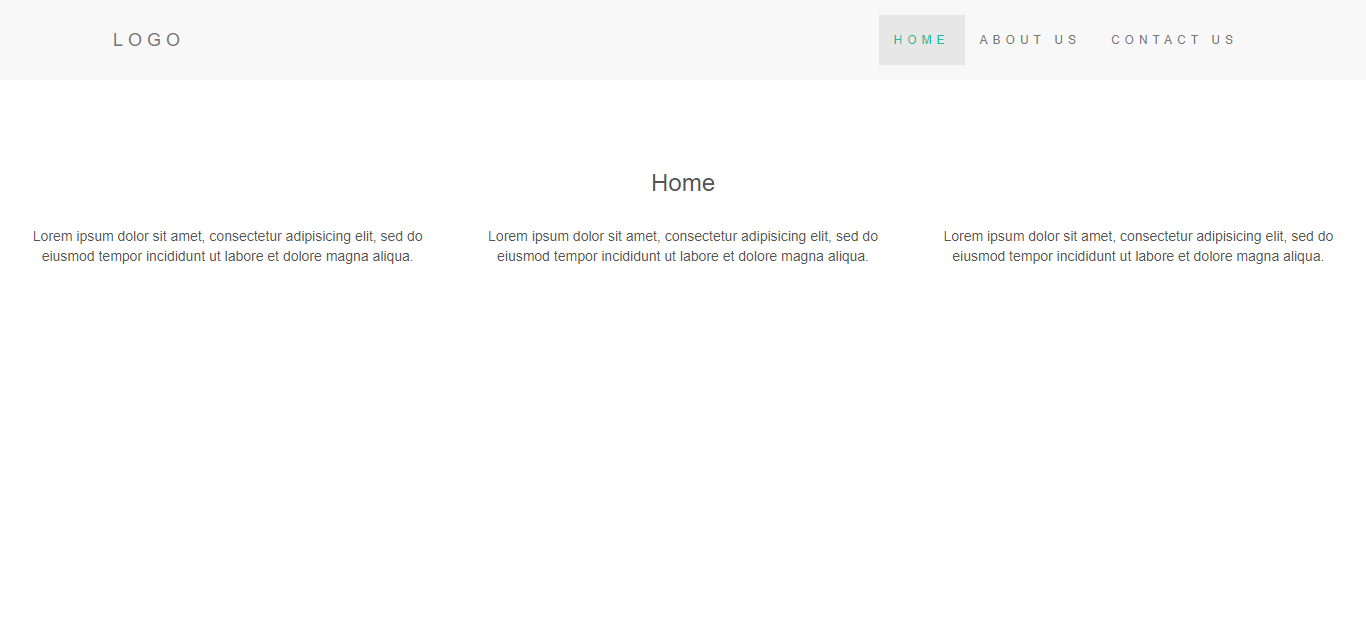 LOGO
HOME ABOUT US CONTACT US
Home
Lorem ipsum dolor sit amet, consectetur adipisicing elit, sed do
eiusmod tempor incididunt ut labore et dolore magna aliqua.
Lorem ipsum dolor sit amet, consectetur adipisicing elit, sed do
eiusmod tempor incididunt ut labore et dolore magna aliqua.
Lorem ipsum dolor sit amet, consectetur adipisicing elit, sed do
eiusmod tempor incididunt ut labore et dolore magna aliqua.